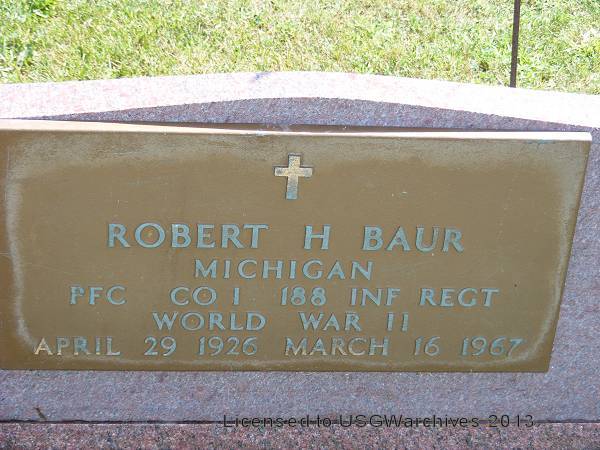 ROBERT H BAUR
MICHIGAN
PFC CO I 188 INF REGT
WORLD WAR II
APRIL 29 1926 MARCH 16 1967
Licensed to USGWarchives 2013